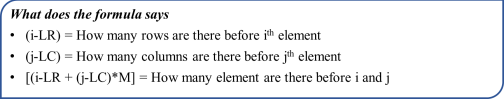 What does the formula says
• (i-LR) = How many rows are there before iᵗʰ element
• (j-LC) = How many columns are there before jᵗʰ element
• [(i-LR + (j-LC)*M] = How many element are there before i and j